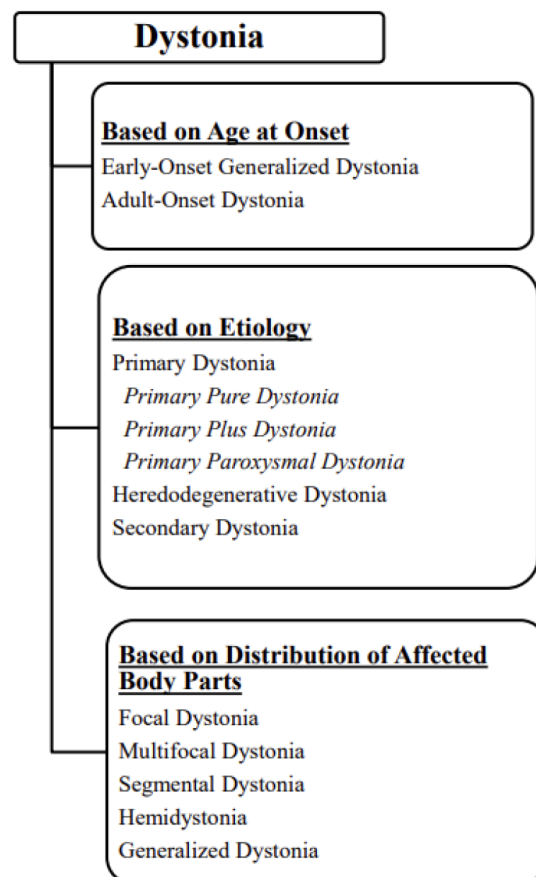 Dystonia
Based on Age at Onset
Early-Onset Generalized Dystonia
Adult-Onset Dystonia
Based on Etiology
Primary Dystonia
Primary Pure Dystonia
Primary Plus Dystonia
Primary Paroxysmal Dystonia
Heredodegenerative Dystonia
Secondary Dystonia
Based on Distribution of Affected
Body Parts
Focal Dystonia
Multifocal Dystonia
Segmental Dystonia
Hemidystonia
Generalized Dystonia